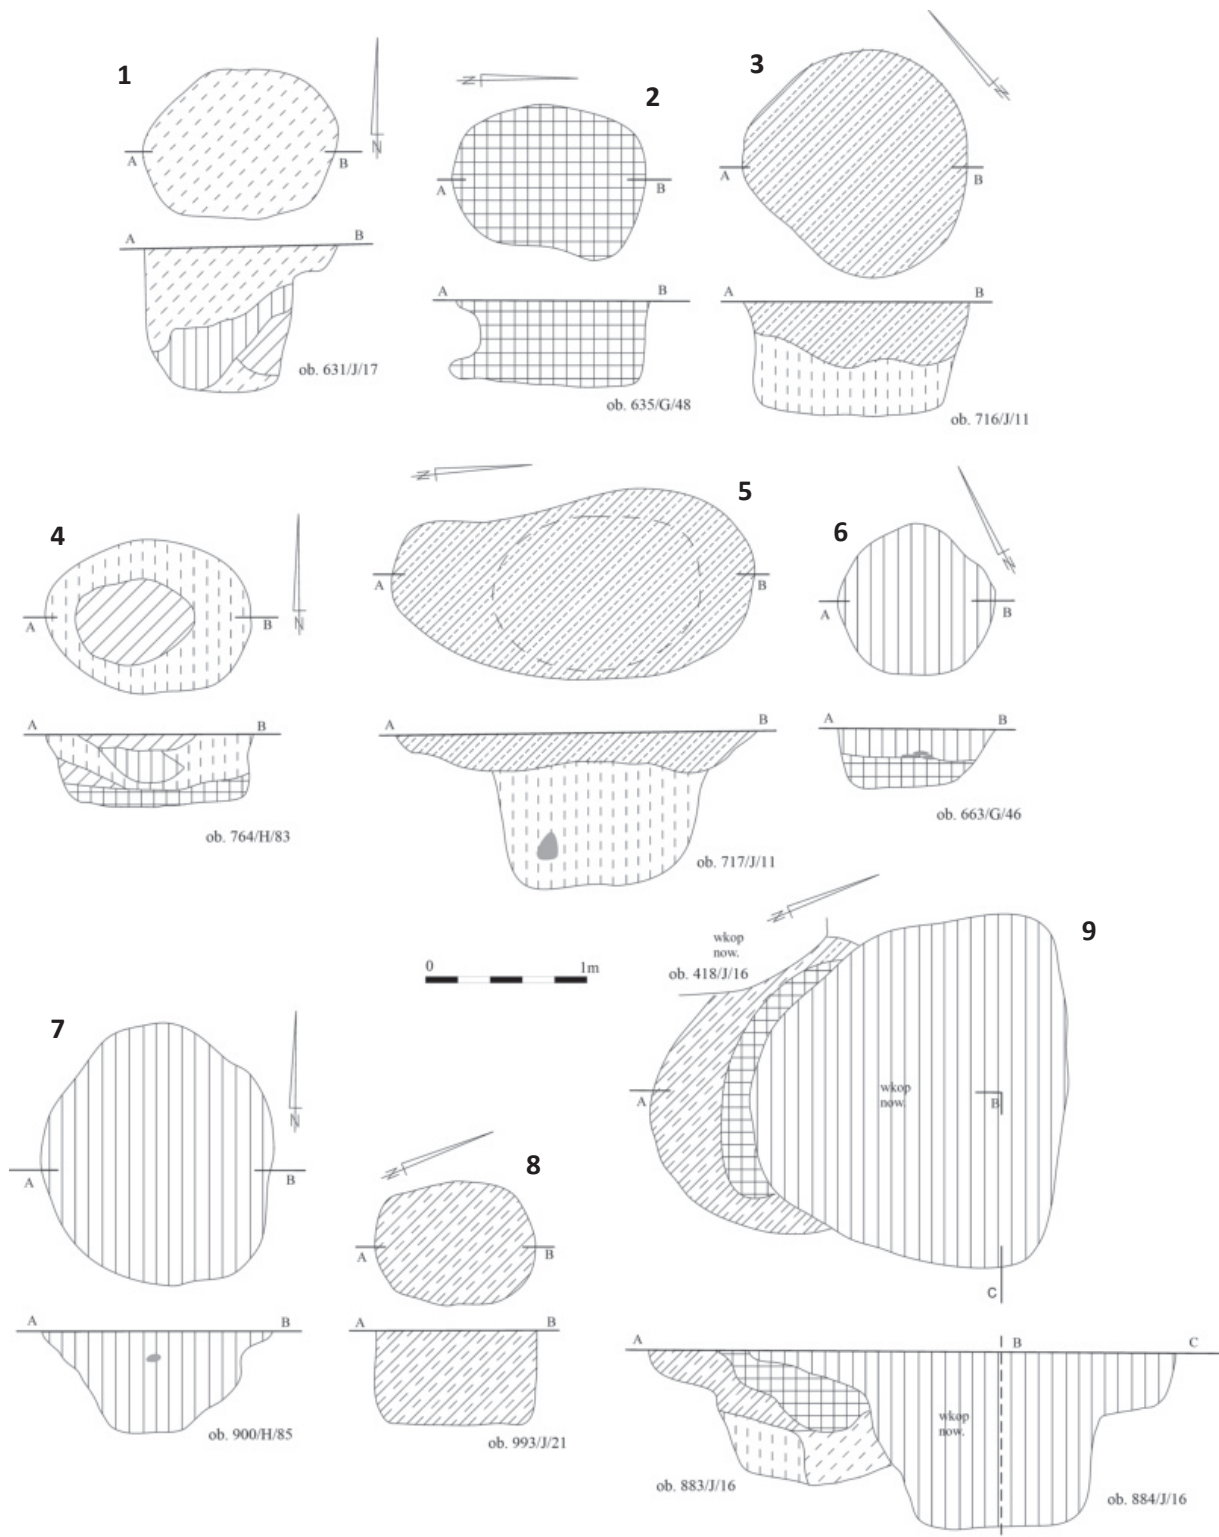 1
N
A
B
A
B
ob. 631/J/17
2
N
A
B
A
B
ob. 635/G/48
3
N
A
B
A
B
ob. 716/J/11
4
N
A
B
A
B
ob. 764/H/83
5
N
A
B
A
B
ob. 717/J/11
6
N
A
B
A
B
ob. 663/G/46
0
1m
7
N
A
B
A
B
ob. 900/H/85
8
N
A
B
A
B
ob. 993/J/21
9
N
wkop
now.
ob. 418/J/16
A
wkop
now.
B
C
A
B
C
wkop
now.
ob. 883/J/16
ob. 884/J/16